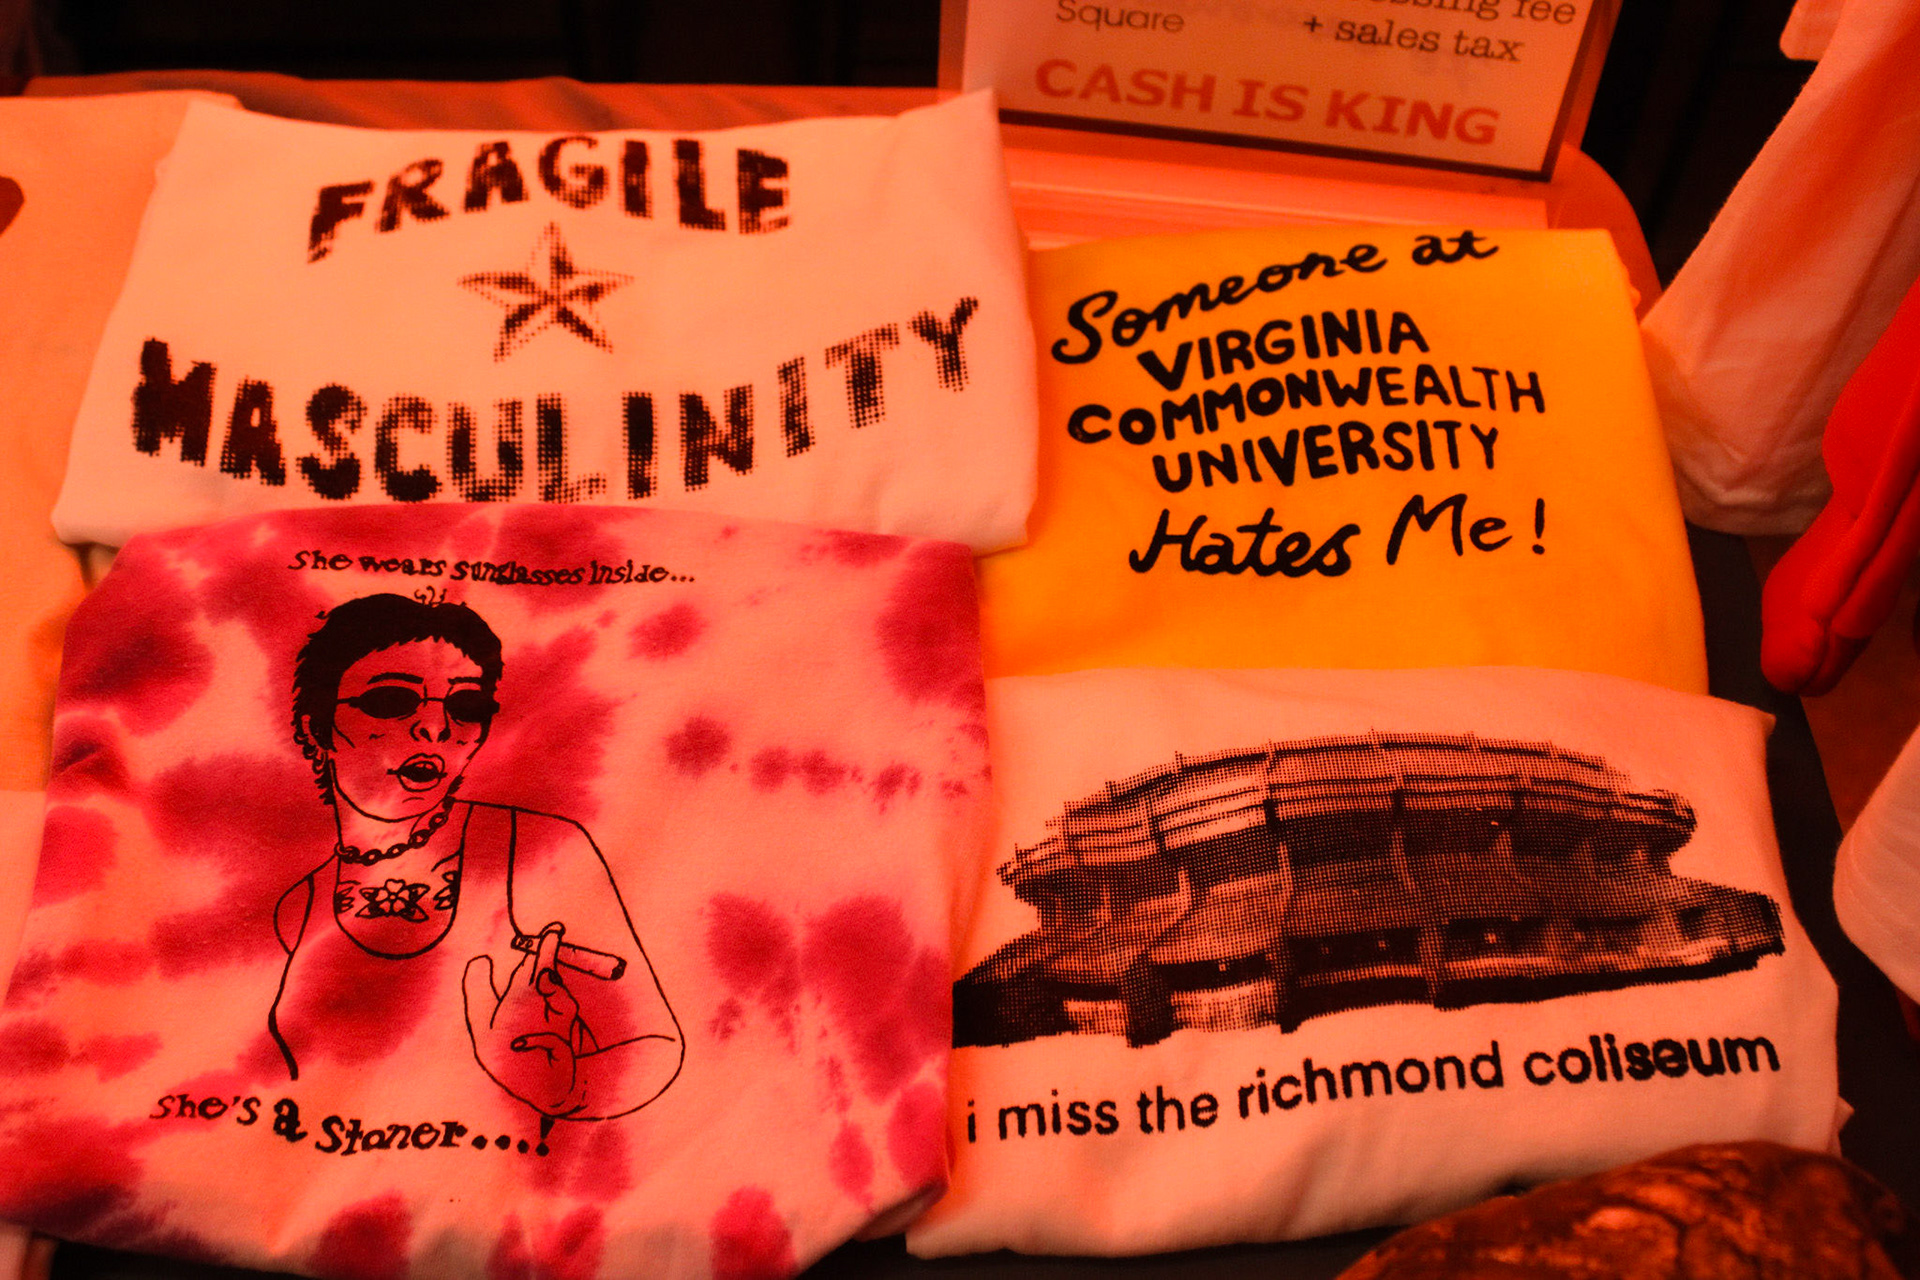 fee
Square
+ sales tax
CASH IS KING
FRAGILE
MASCULINITY
Someone at
VIRGINIA
COMMONWEALTH
UNIVERSITY
Hates Me!
She wears sunglasses inside...
She's a stoner....
i miss the richmond coliseum